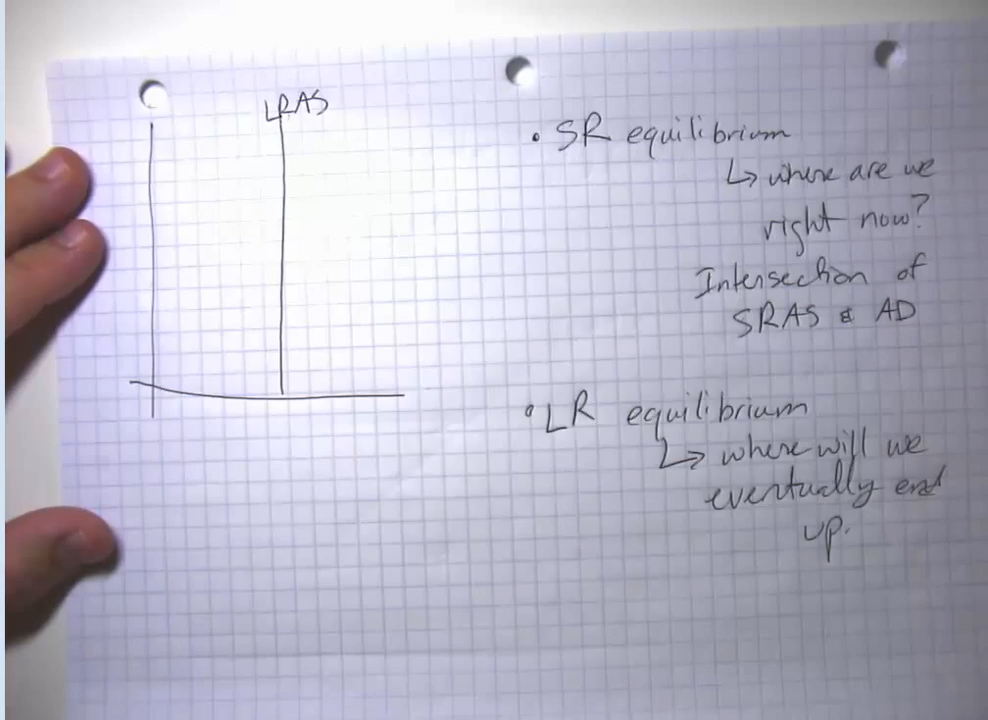 LRAS
• SR equilibrium
↳ where are we
right now?
Intersection of
SRAS & AD
• LR equilibrium
↳ where will we
eventually end
up.